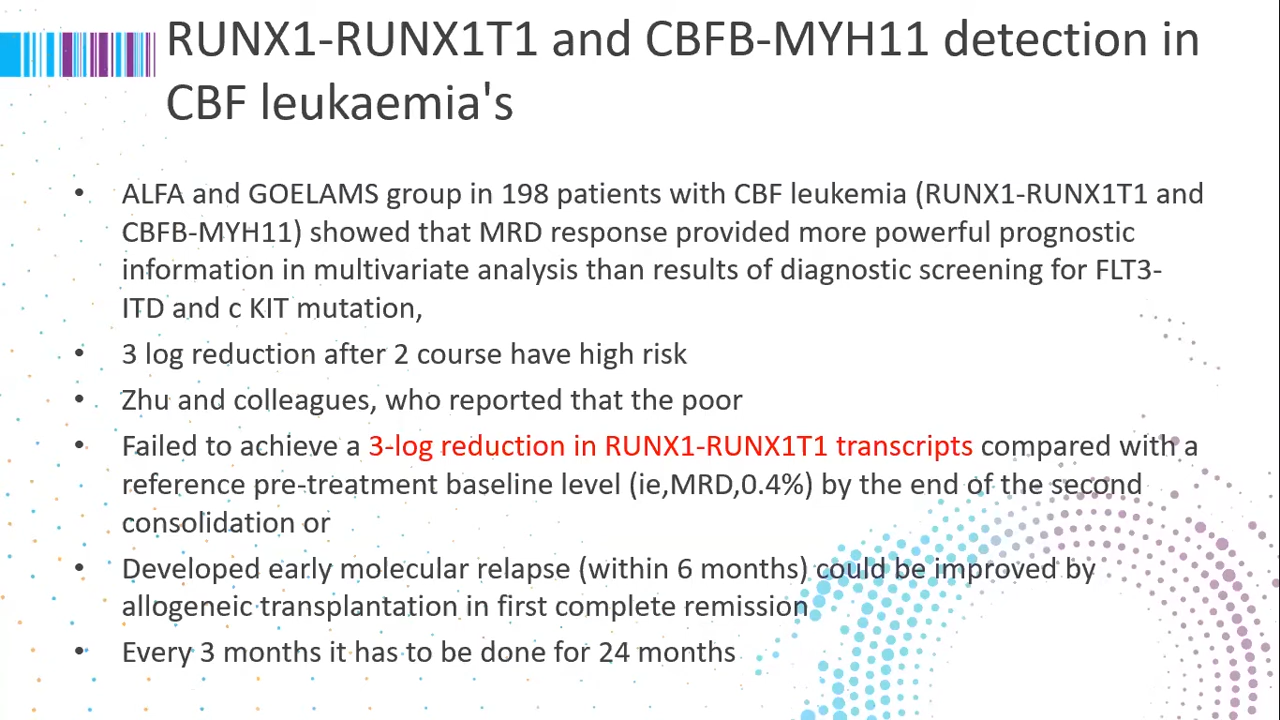 RUNX1-RUNX1T1 and CBFB-MYH11 detection in
CBF leukaemia's
• ALFA and GOELAMS group in 198 patients with CBF leukemia (RUNX1-RUNX1T1 and
CBFB-MYH11) showed that MRD response provided more powerful prognostic
information in multivariate analysis than results of diagnostic screening for FLT3-
ITD and c KIT mutation,
• 3 log reduction after 2 course have high risk
• Zhu and colleagues, who reported that the poor
• Failed to achieve a 3-log reduction in RUNX1-RUNX1T1 transcripts compared with a
reference pre-treatment baseline level (ie,MRD,0.4%) by the end of the second
consolidation or
• Developed early molecular relapse (within 6 months) could be improved by
allogeneic transplantation in first complete remission
• Every 3 months it has to be done for 24 months